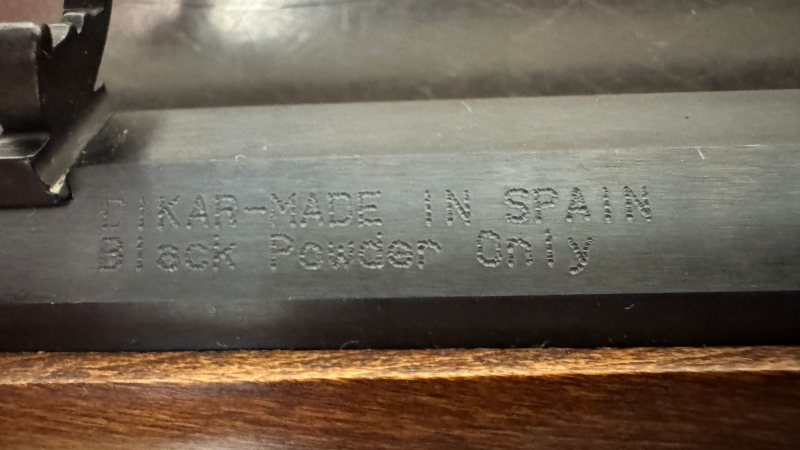 DIKAR-MADE IN SPAIN
Black Powder Only